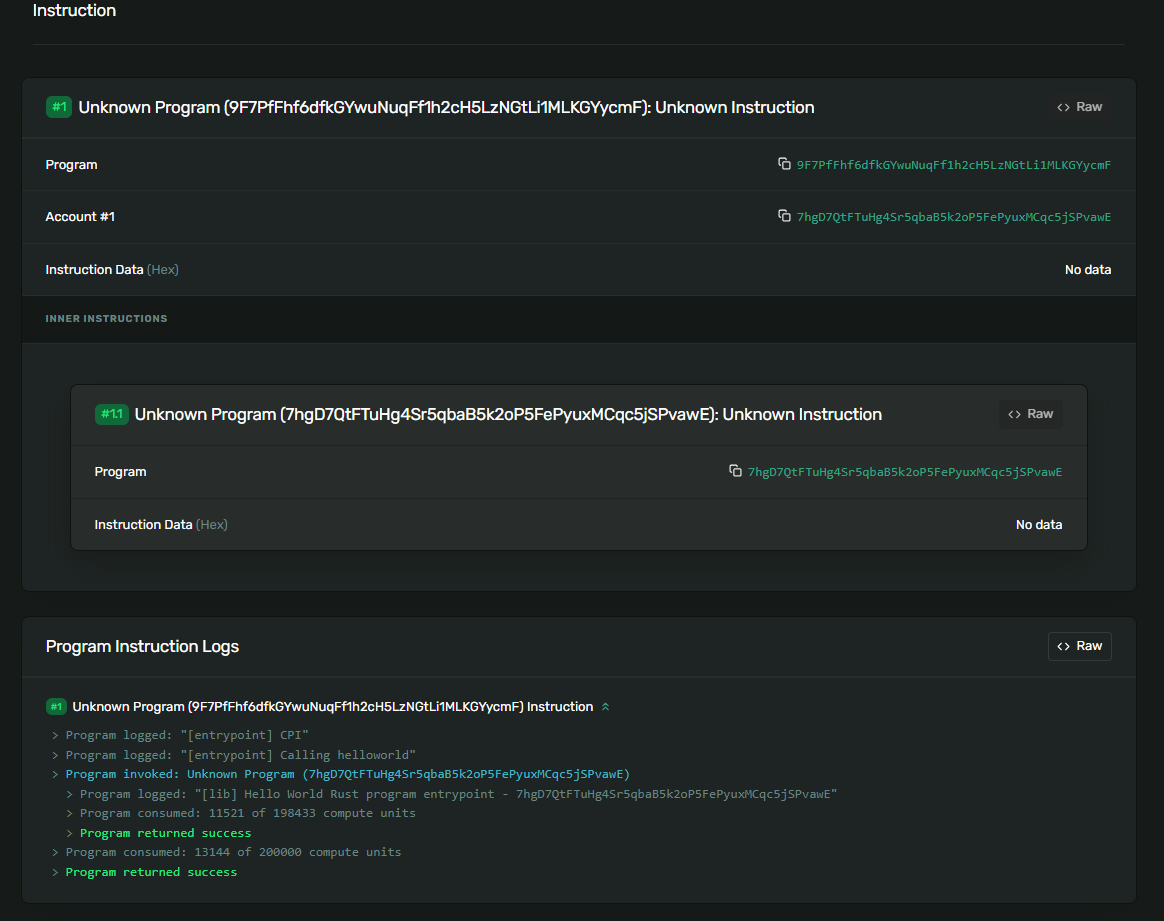 Instruction
#1 Unknown Program (9F7PfFhf6dfkGYwuNuqFf1h2cH5LzNGtLi1MLKGYycmF): Unknown Instruction <> Raw
Program 9F7PfFhf6dfkGYwuNuqFf1h2cH5LzNGtLi1MLKGYycmF
Account #1 7hgD7QtFTuHg4Sr5qbaB5k2oP5FePyuxMCqc5jSPvawE
Instruction Data (Hex) No data
INNER INSTRUCTIONS
#1.1 Unknown Program (7hgD7QtFTuHg4Sr5qbaB5k2oP5FePyuxMCqc5jSPvawE): Unknown Instruction <> Raw
Program 7hgD7QtFTuHg4Sr5qbaB5k2oP5FePyuxMCqc5jSPvawE
Instruction Data (Hex) No data
Program Instruction Logs <> Raw
#1 Unknown Program (9F7PfFhf6dfkGYwuNuqFf1h2cH5LzNGtLi1MLKGYycmF) Instruction
> Program logged: "[entrypoint] CPI"
> Program logged: "[entrypoint] Calling helloworld"
> Program invoked: Unknown Program (7hgD7QtFTuHg4Sr5qbaB5k2oP5FePyuxMCqc5jSPvawE)
> Program logged: "[lib] Hello World Rust program entrypoint - 7hgD7QtFTuHg4Sr5qbaB5k2oP5FePyuxMCqc5jSPvawE"
> Program consumed: 11521 of 198433 compute units
> Program returned success
> Program consumed: 13144 of 200000 compute units
> Program returned success